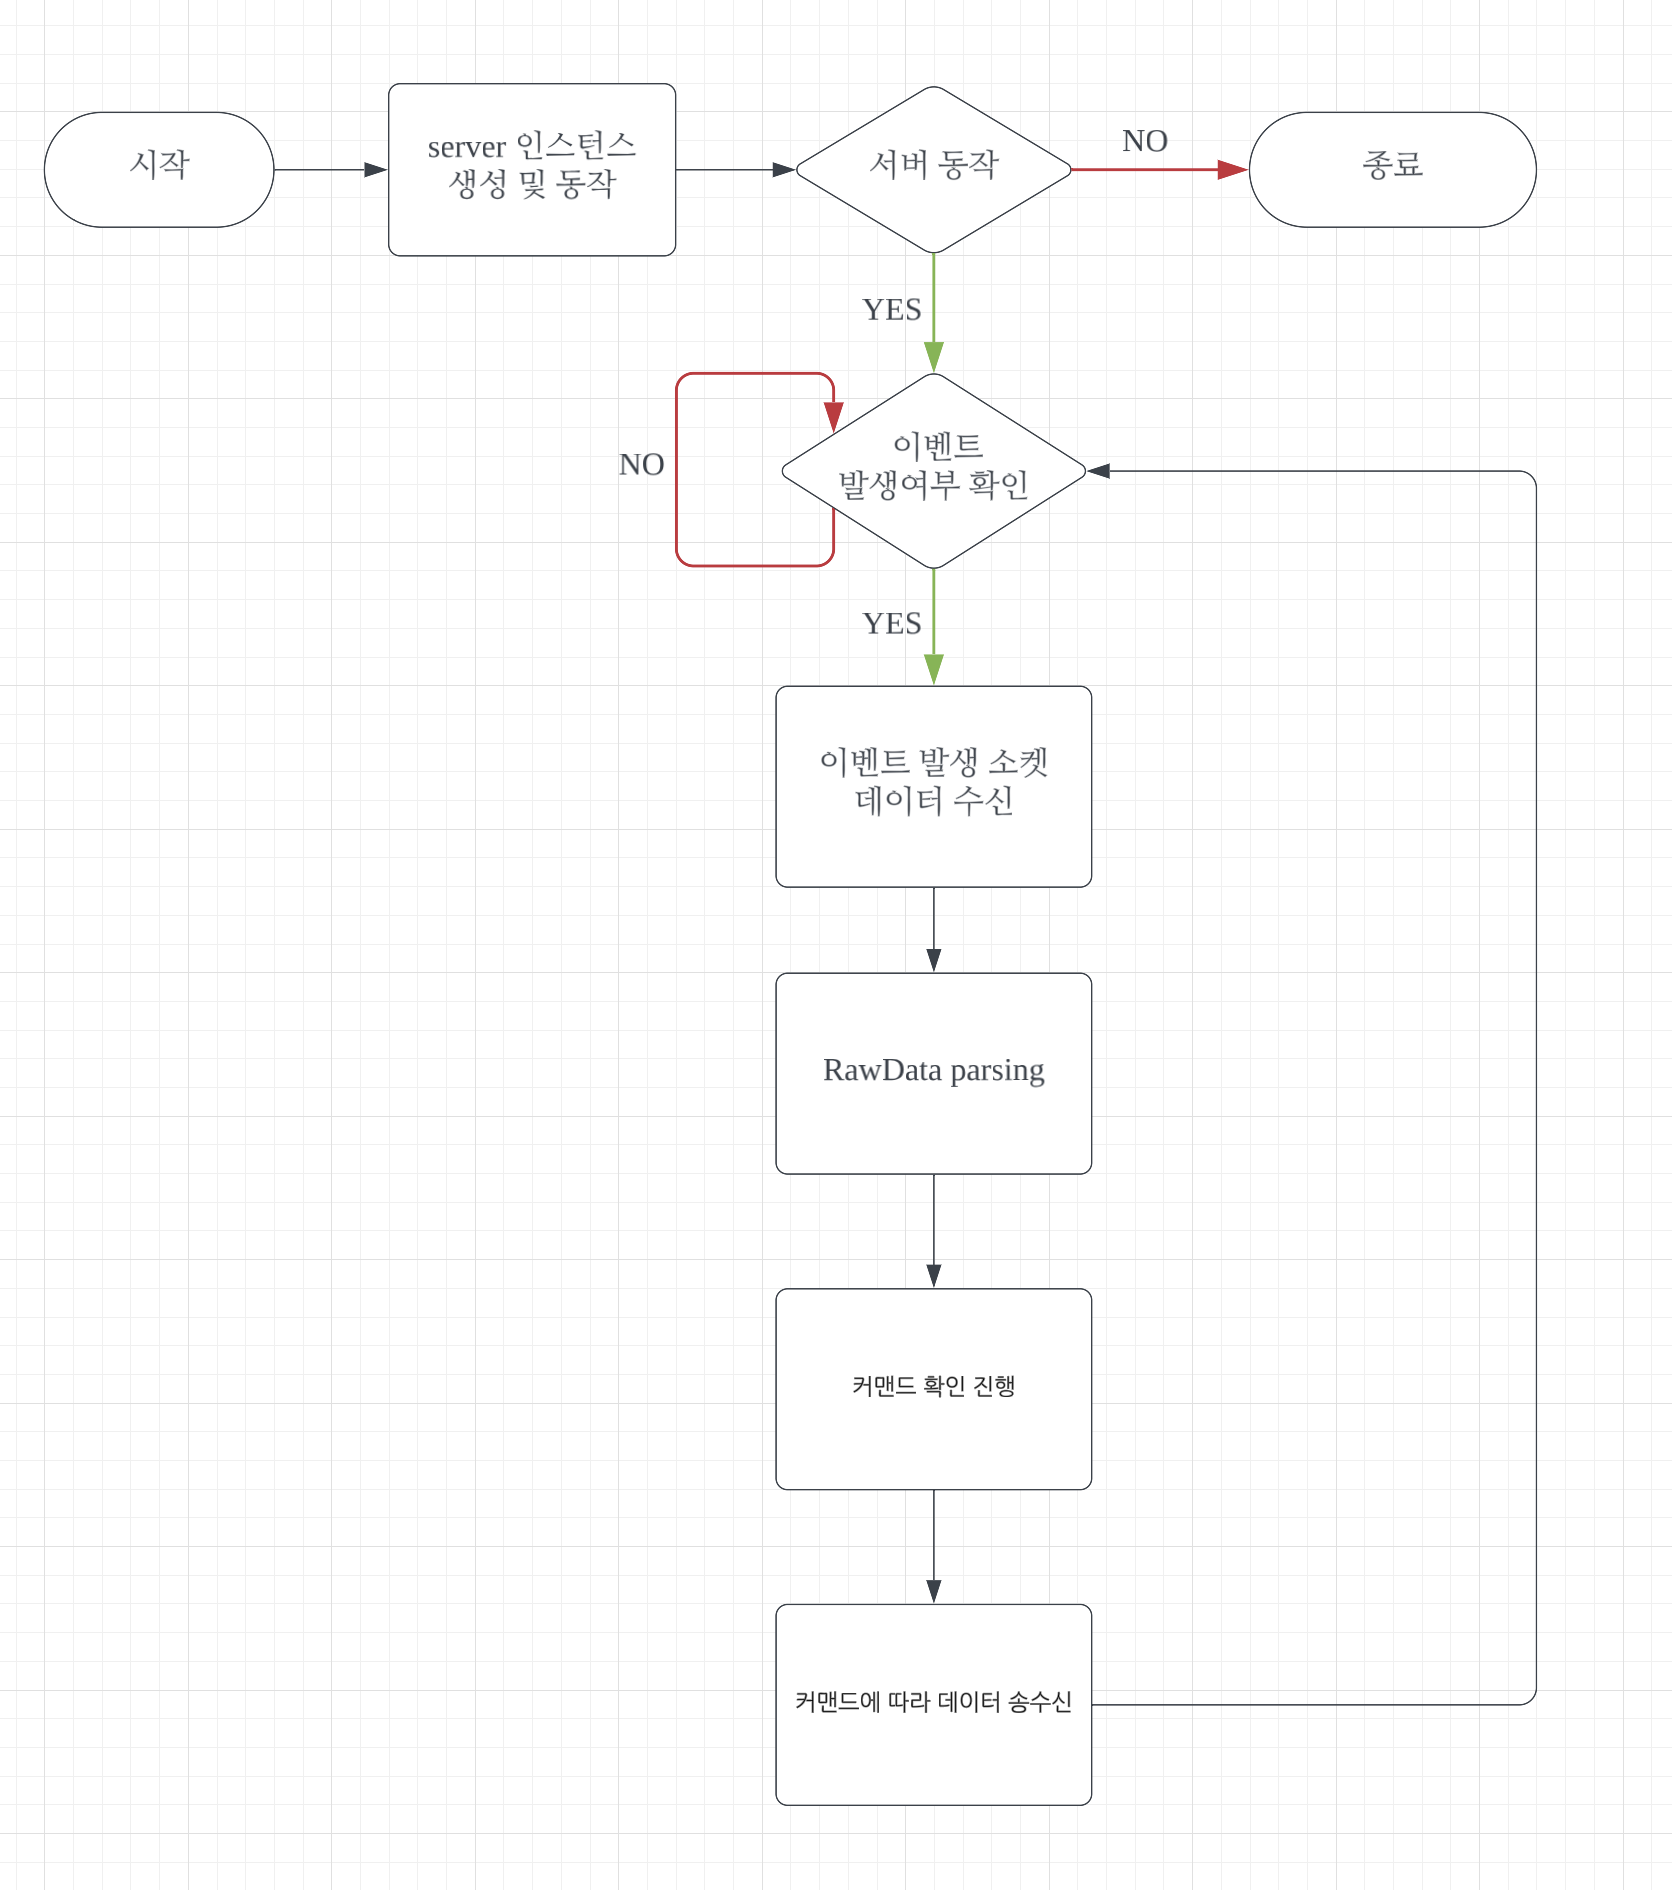 시작
server 인스턴스
생성 및 동작
서버 동작
NO
종료
YES
NO
이벤트
발생여부 확인
YES
이벤트 발생 소켓
데이터 수신
RawData parsing
커맨드 확인 진행
커맨드에 따라 데이터 송수신